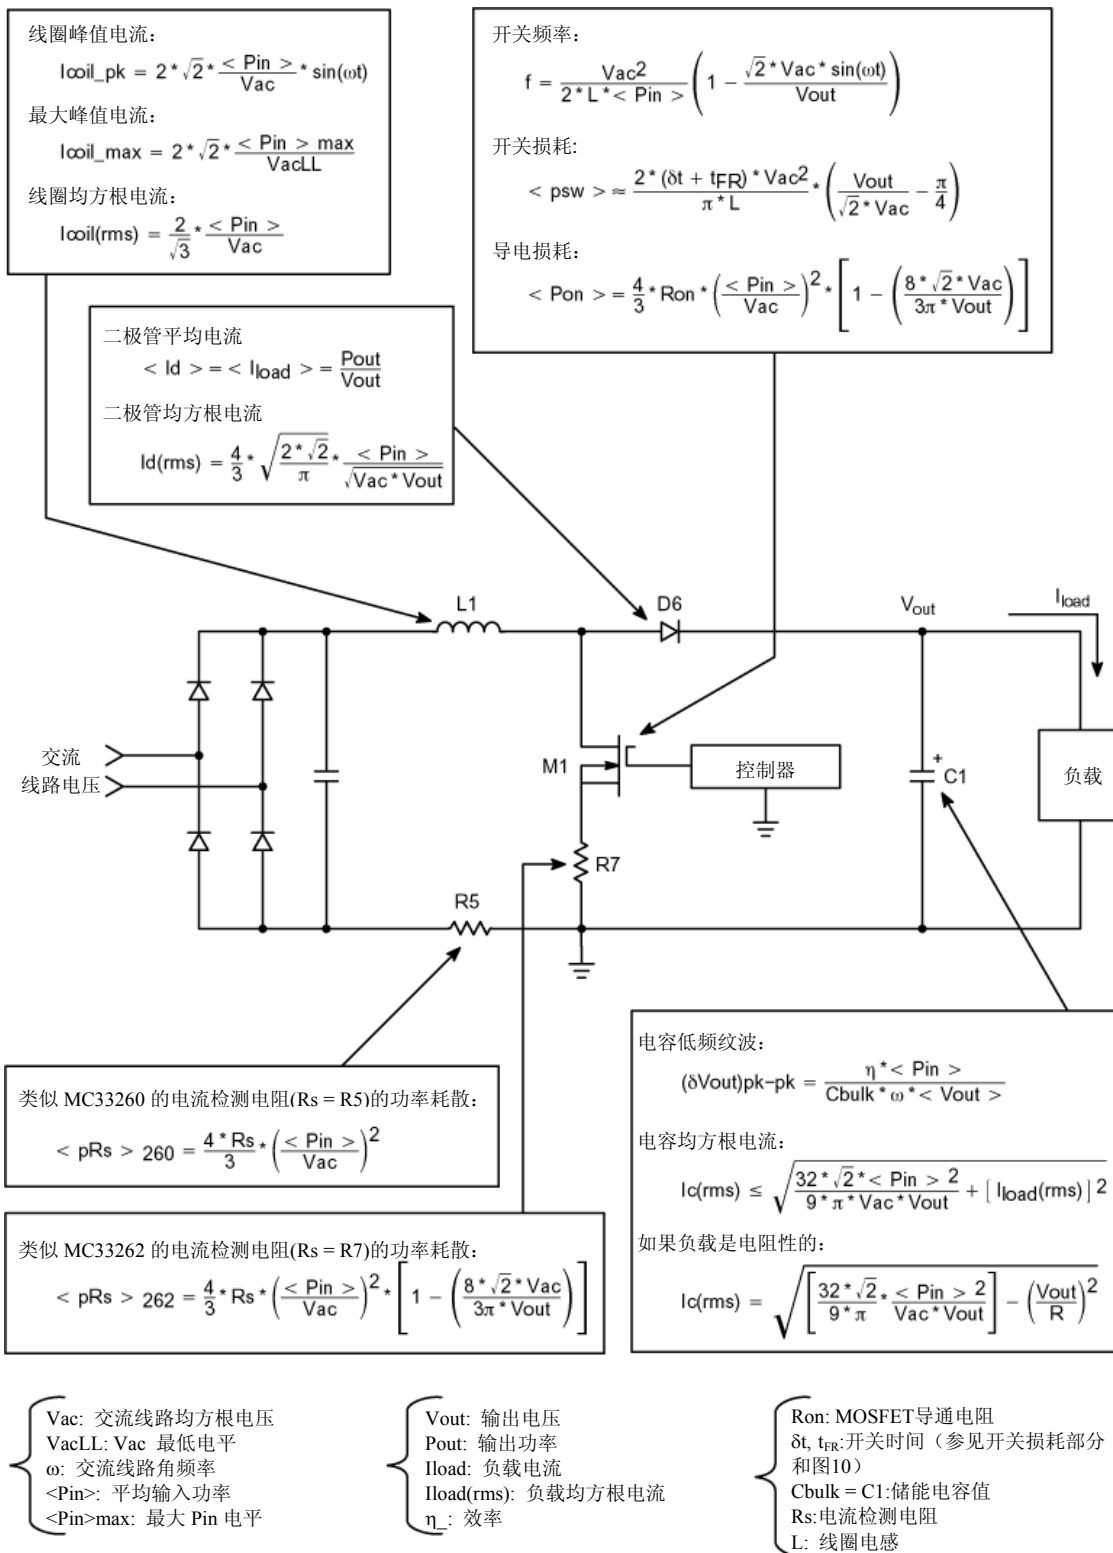 线圈峰值电流:
Icoil_pk = 2 * √2 * < Pin > / Vac * sin(ωt)
最大峰值电流:
Icoil_max = 2 * √2 * < Pin > max / VacLL
线圈均方根电流:
Icoil(rms) = 2 / √3 * < Pin > / Vac
开关频率:
f = Vac² / 2 * L * < Pin > (1 − √2 * Vac * sin(ωt) / Vout)
开关损耗:
< psw > ≈ 2 * (δt + tFR) * Vac² / π * L * (Vout / √2 * Vac − π / 4)
导电损耗:
< Pon > = 4 / 3 * Ron * (< Pin > / Vac)² * [1 − (8 * √2 * Vac / 3π * Vout)]
二极管平均电流
< Id > = < Iload > = Pout / Vout
二极管均方根电流
Id(rms) = 4 / 3 * √(2 * √2 / π) * < Pin > / √(Vac * Vout)
L1
D6
Vout
Iload
交流
线路电压
M1
控制器
+
C1
负载
R7
R5
类似 MC33260 的电流检测电阻(Rs = R5)的功率耗散:
< pRs > 260 = 4 * Rs / 3 * (< Pin > / Vac)²
类似 MC33262 的电流检测电阻(Rs = R7)的功率耗散:
< pRs > 262 = 4 / 3 * Rs * (< Pin > / Vac)² * [1 − (8 * √2 * Vac / 3π * Vout)]
电容低频纹波:
(δVout)pk−pk = η * < Pin > / Cbulk * ω * < Vout >
电容均方根电流:
Ic(rms) ≤ √(32 * √2 * < Pin > ² / 9 * π * Vac * Vout + [ Iload(rms) ] ²)
如果负载是电阻性的:
Ic(rms) = √([32 * √2 / 9 * π * < Pin > ² / Vac * Vout] − (Vout / R)²)
Vac: 交流线路均方根电压
VacLL: Vac 最低电平
ω: 交流线路角频率
<Pin>: 平均输入功率
<Pin>max: 最大 Pin 电平
Vout: 输出电压
Pout: 输出功率
Iload: 负载电流
Iload(rms): 负载均方根电流
η_: 效率
Ron: MOSFET导通电阻
δt, tFR:开关时间（参见开关损耗部分
和图10）
Cbulk = C1:储能电容值
Rs:电流检测电阻
L: 线圈电感